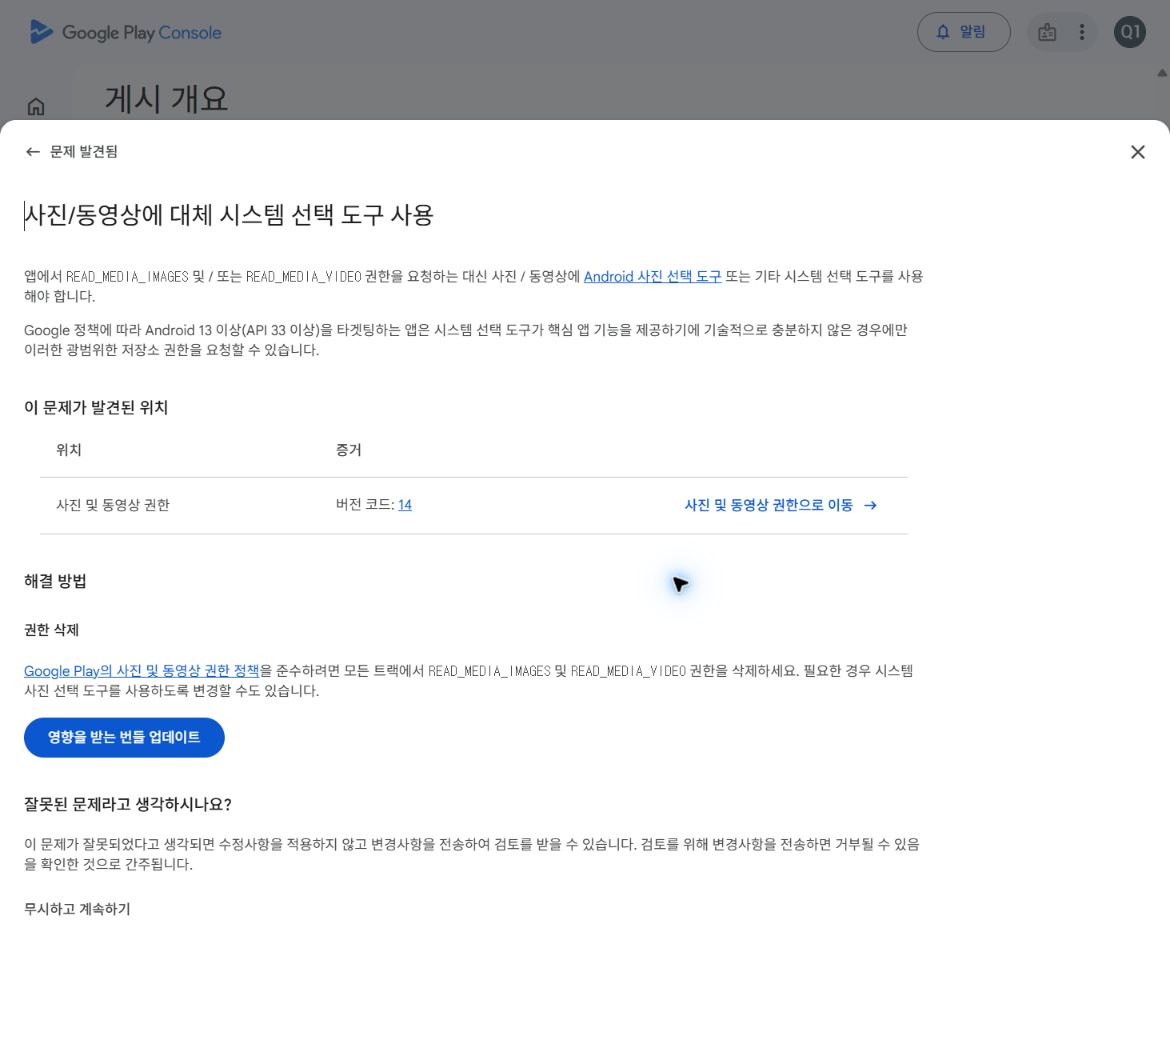 Google Play Console
알림
Q1
게시 개요
문제 발견됨
사진/동영상에 대체 시스템 선택 도구 사용
앱에서 READ_MEDIA_IMAGES 및 / 또는 READ_MEDIA_VIDEO 권한을 요청하는 대신 사진 / 동영상에 Android 사진 선택 도구 또는 기타 시스템 선택 도구를 사용
해야 합니다.
Google 정책에 따라 Android 13 이상(API 33 이상)을 타겟팅하는 앱은 시스템 선택 도구가 핵심 앱 기능을 제공하기에 기술적으로 충분하지 않은 경우에만
이러한 광범위한 저장소 권한을 요청할 수 있습니다.
이 문제가 발견된 위치
위치 증거
사진 및 동영상 권한 버전 코드: 14 사진 및 동영상 권한으로 이동
해결 방법
권한 삭제
Google Play의 사진 및 동영상 권한 정책을 준수하려면 모든 트랙에서 READ_MEDIA_IMAGES 및 READ_MEDIA_VIDEO 권한을 삭제하세요. 필요한 경우 시스템
사진 선택 도구를 사용하도록 변경할 수도 있습니다.
영향을 받는 번들 업데이트
잘못된 문제라고 생각하시나요?
이 문제가 잘못되었다고 생각되면 수정사항을 적용하지 않고 변경사항을 전송하여 검토를 받을 수 있습니다. 검토를 위해 변경사항을 전송하면 거부될 수 있음
을 확인한 것으로 간주됩니다.
무시하고 계속하기